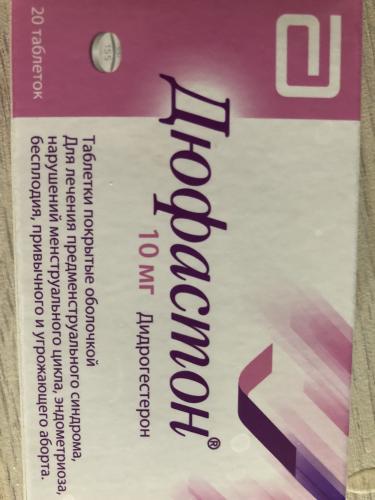 20 таблеток
155
Дюфастон®
10 мг Дидрогестерон
Таблетки покрытые оболочкой
Для лечения предменструального синдрома,
нарушений менструального цикла, эндометриоза,
бесплодия, привычного и угрожающего аборта.